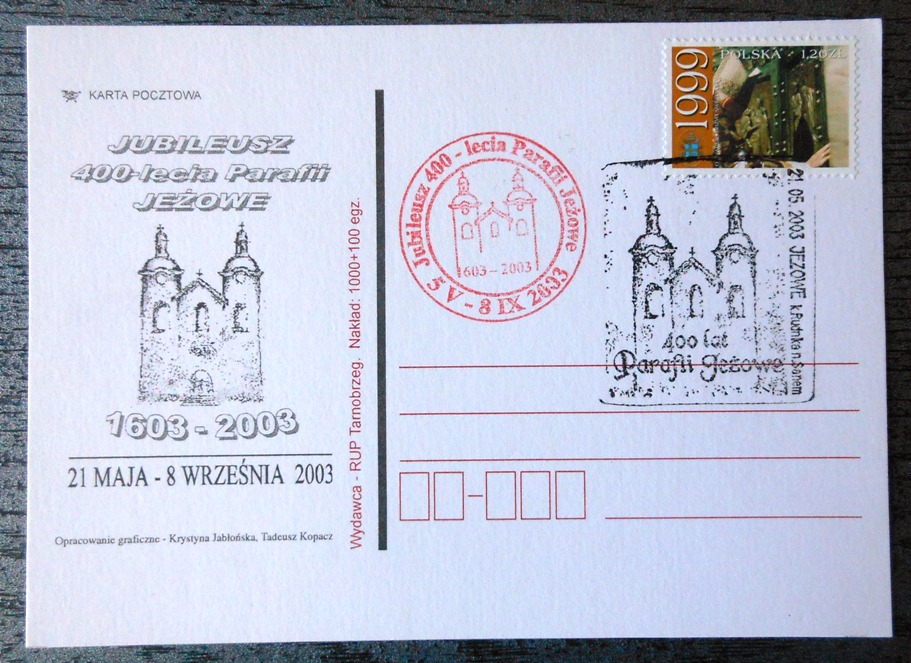 KARTA POCZTOWA
JUBILEUSZ
400-lecia Parafii
JEŻOWE
1603 - 2003
21 MAJA - 8 WRZEŚNIA 2003
Opracowanie graficzne - Krystyna Jabłońska, Tadeusz Kopacz
Wydawca - RUP Tarnobrzeg. Nakład: 1000+100 egz.
Jubileusz 400 - lecia Parafii Jeżowe
1603 - 2003
5 V - 8 IX 2003
POLSKA 1,20ZŁ
1999
400 lat
Parafii Jeżowe
21. 05. 2003 JEŻOWE k.Rudnika n.Sanem